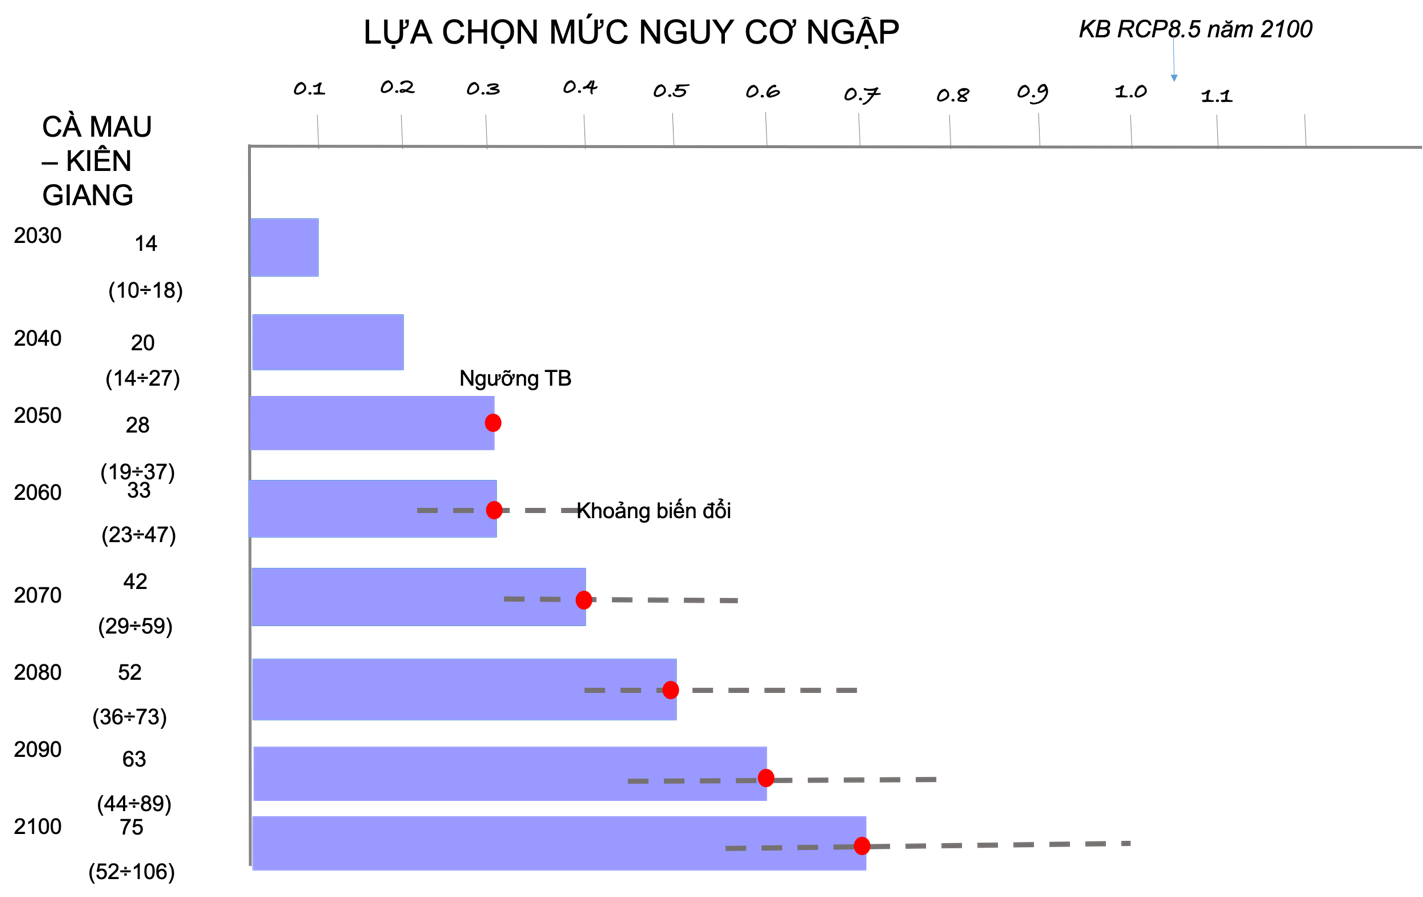 LỰA CHỌN MỨC NGUY CƠ NGẬP
KB RCP8.5 năm 2100
0.1 0.2 0.3 0.4 0.5 0.6 0.7 0.8 0.9 1.0 1.1
CÀ MAU
– KIÊN
GIANG
2030 14
(10÷18)
2040 20
(14÷27)
Ngưỡng TB
2050 28
(19÷37)
2060 33
(23÷47)
Khoảng biến đổi
2070 42
(29÷59)
2080 52
(36÷73)
2090 63
(44÷89)
2100 75
(52÷106)